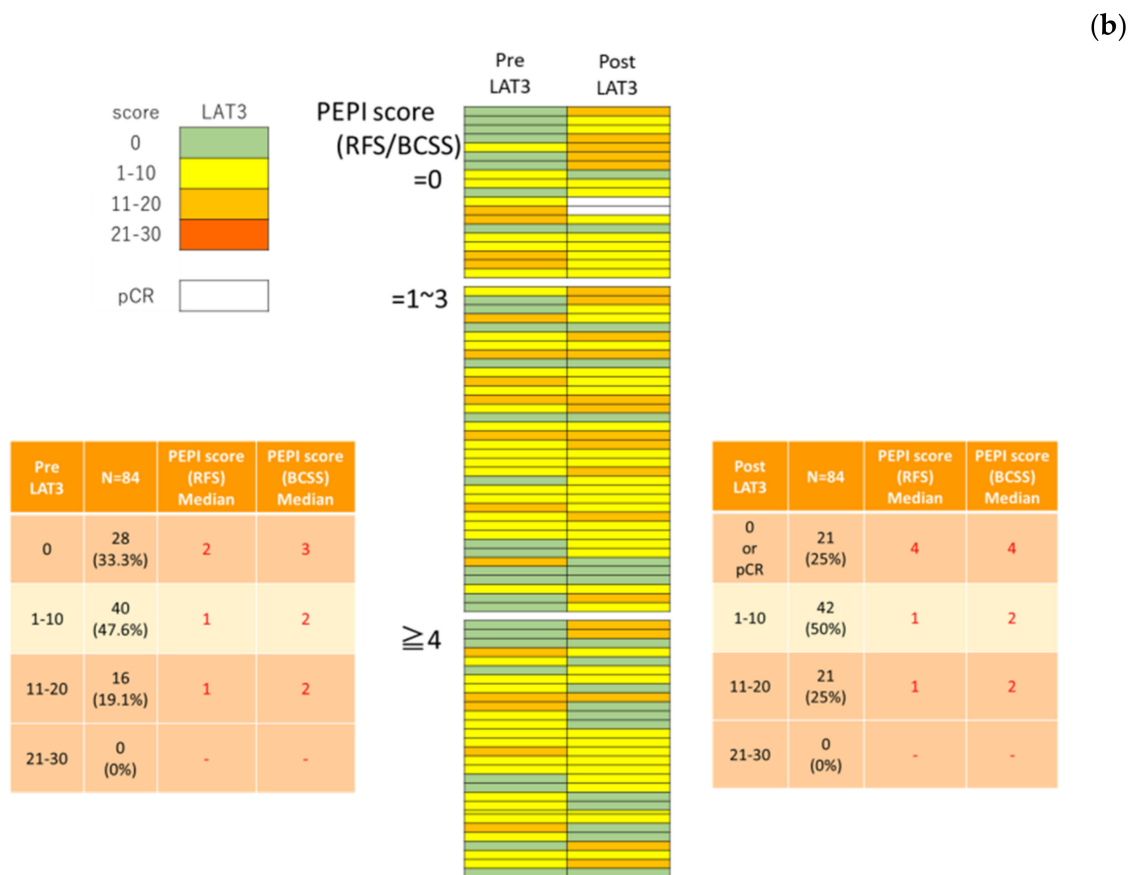 (b)
Pre Post
LAT3 LAT3
score LAT3
0
1-10
11-20
21-30
pCR
PEPI score
(RFS/BCSS)
=0
=1~3
≧4
Pre
LAT3
N=84
PEPI score
(RFS)
Median
PEPI score
(BCSS)
Median
0
28
(33.3%)
2
3
1-10
40
(47.6%)
1
2
11-20
16
(19.1%)
1
2
21-30
0
(0%)
-
-
Post
LAT3
N=84
PEPI score
(RFS)
Median
PEPI score
(BCSS)
Median
0
or
pCR
21
(25%)
4
4
1-10
42
(50%)
1
2
11-20
21
(25%)
1
2
21-30
0
(0%)
-
-